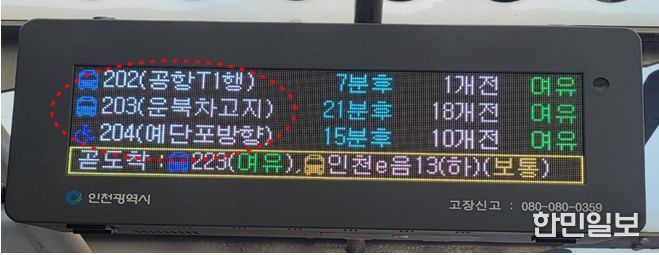 202(공항T1행) 7분후 1개전 여유
203(운북차고지) 21분후 18개전 여유
204(예단포방향) 15분후 10개전 여유
곧도착 : 223(여유), 인천e음13(하)(보통)
인천광역시 고장신고 : 080-080-0359
한민일보